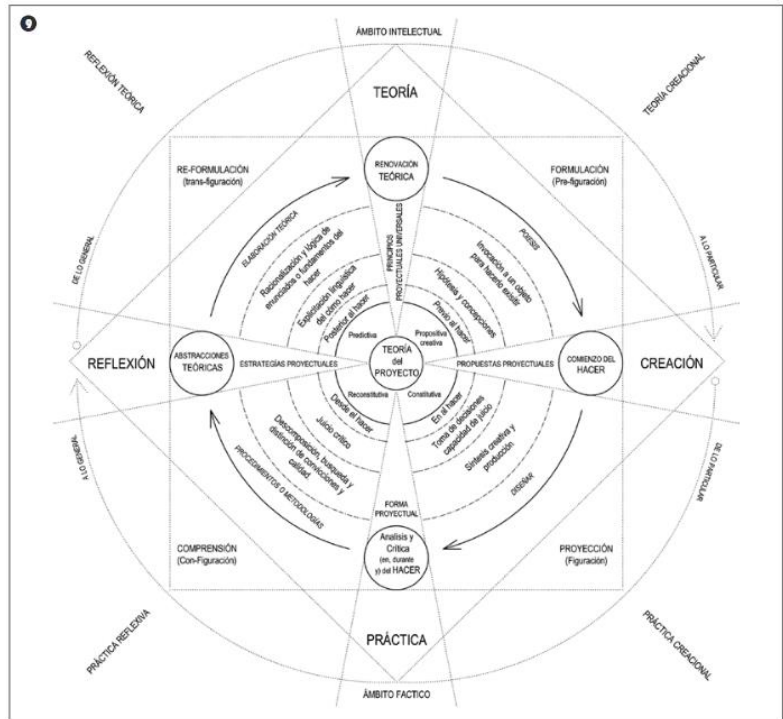 9
ÁMBITO INTELECTUAL
REFLEXIÓN TEÓRICA
TEORÍA CREACIONAL
TEORÍA
RE-FORMULACIÓN
(trans-figuración)
RENOVACIÓN
TEÓRICA
FORMULACIÓN
(Pre-figuración)
DE LO GENERAL
A LO PARTICULAR
ELABORACIÓN TEÓRICA
Racionalización y lógica de
enunciados o fundamentos del
hacer
Explicitación linguística
del cómo hacer
Posterior al hacer
PRINCIPIOS
PROYECTUALES UNIVERSALES
POIESIS
Invocación a un objeto
para hacerlo existir
Hipótesis y concepciones
Previo al hacer
Predictiva
Propositiva
creativa
REFLEXIÓN
ABSTRACCIONES
TEÓRICAS
ESTRATEGÍAS PROYECTUALES
TEORÍA
del
PROYECTO
PROPUESTAS PROYECTUALES
COMIENZO DEL
HACER
CREACIÓN
Reconstitutiva
Constitutiva
Desde el hacer
Juicio crítico
Descomposición, busqueda y
distinción de convicciones y
calidad.
PROCEDIMIENTOS O METODOLOGÍAS
En el hacer
Toma de decisiones
capacidad de juicio
Síntesis creativa y
producción.
DISEÑAR
A LO GENERAL
DE LO PARTICULAR
FORMA
PROYECTUAL
Analisis y
Crítica
(en, durante
y) del HACER
COMPRENSIÓN
(Con-Figuración)
PROYECCIÓN
(Figuración)
PRÁCTICA
PRÁCTICA REFLEXIVA
PRÁCTICA CREACIONAL
ÁMBITO FACTICO